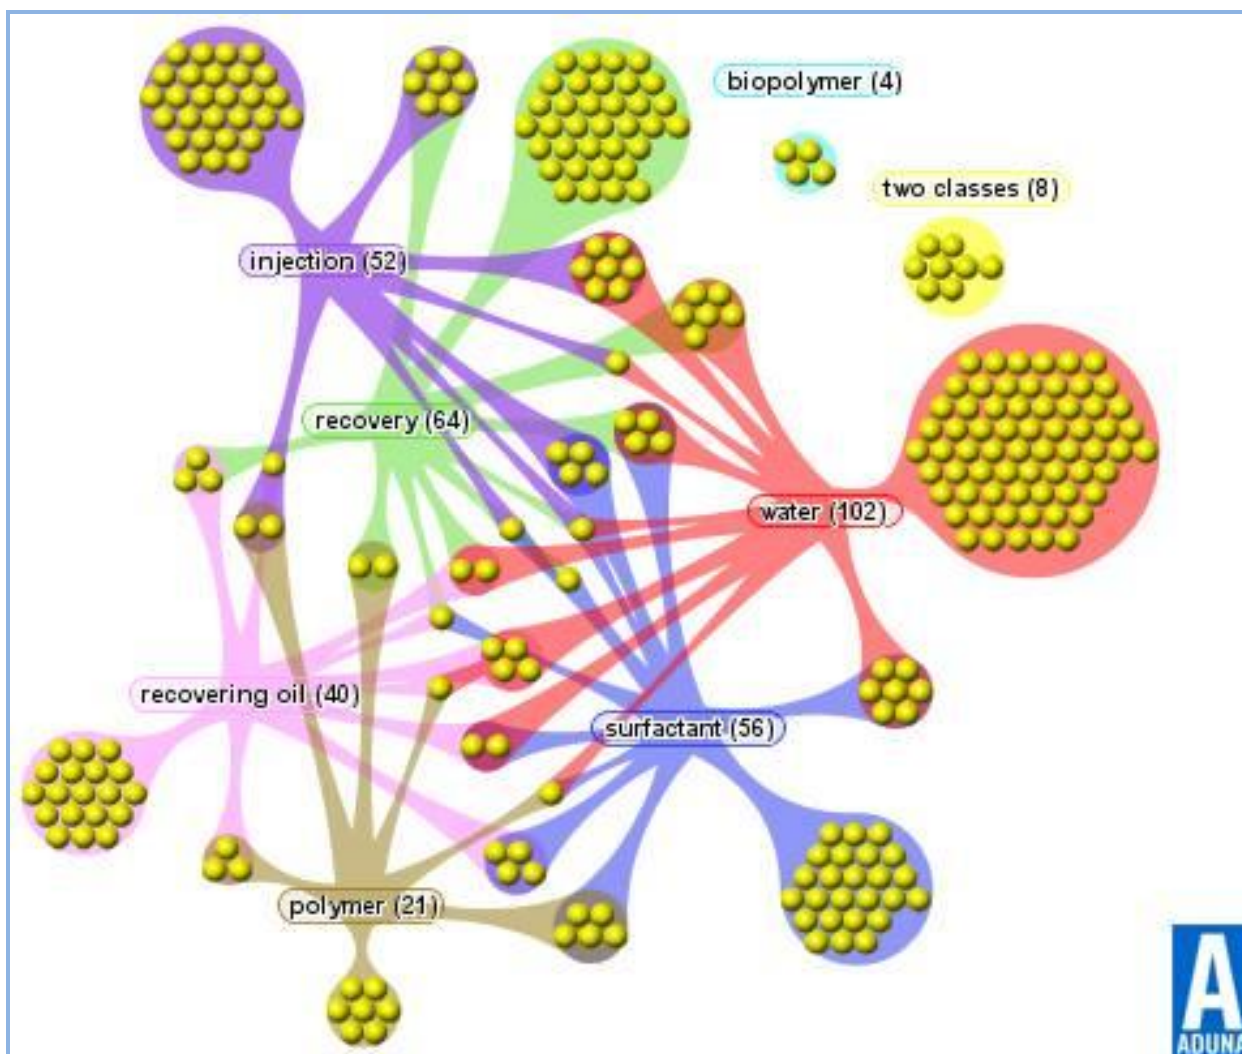 biopolymer (4)
two classes (8)
injection (52)
recovery (64)
water (102)
recovering oil (40)
surfactant (56)
polymer (21)
A
ADUNA